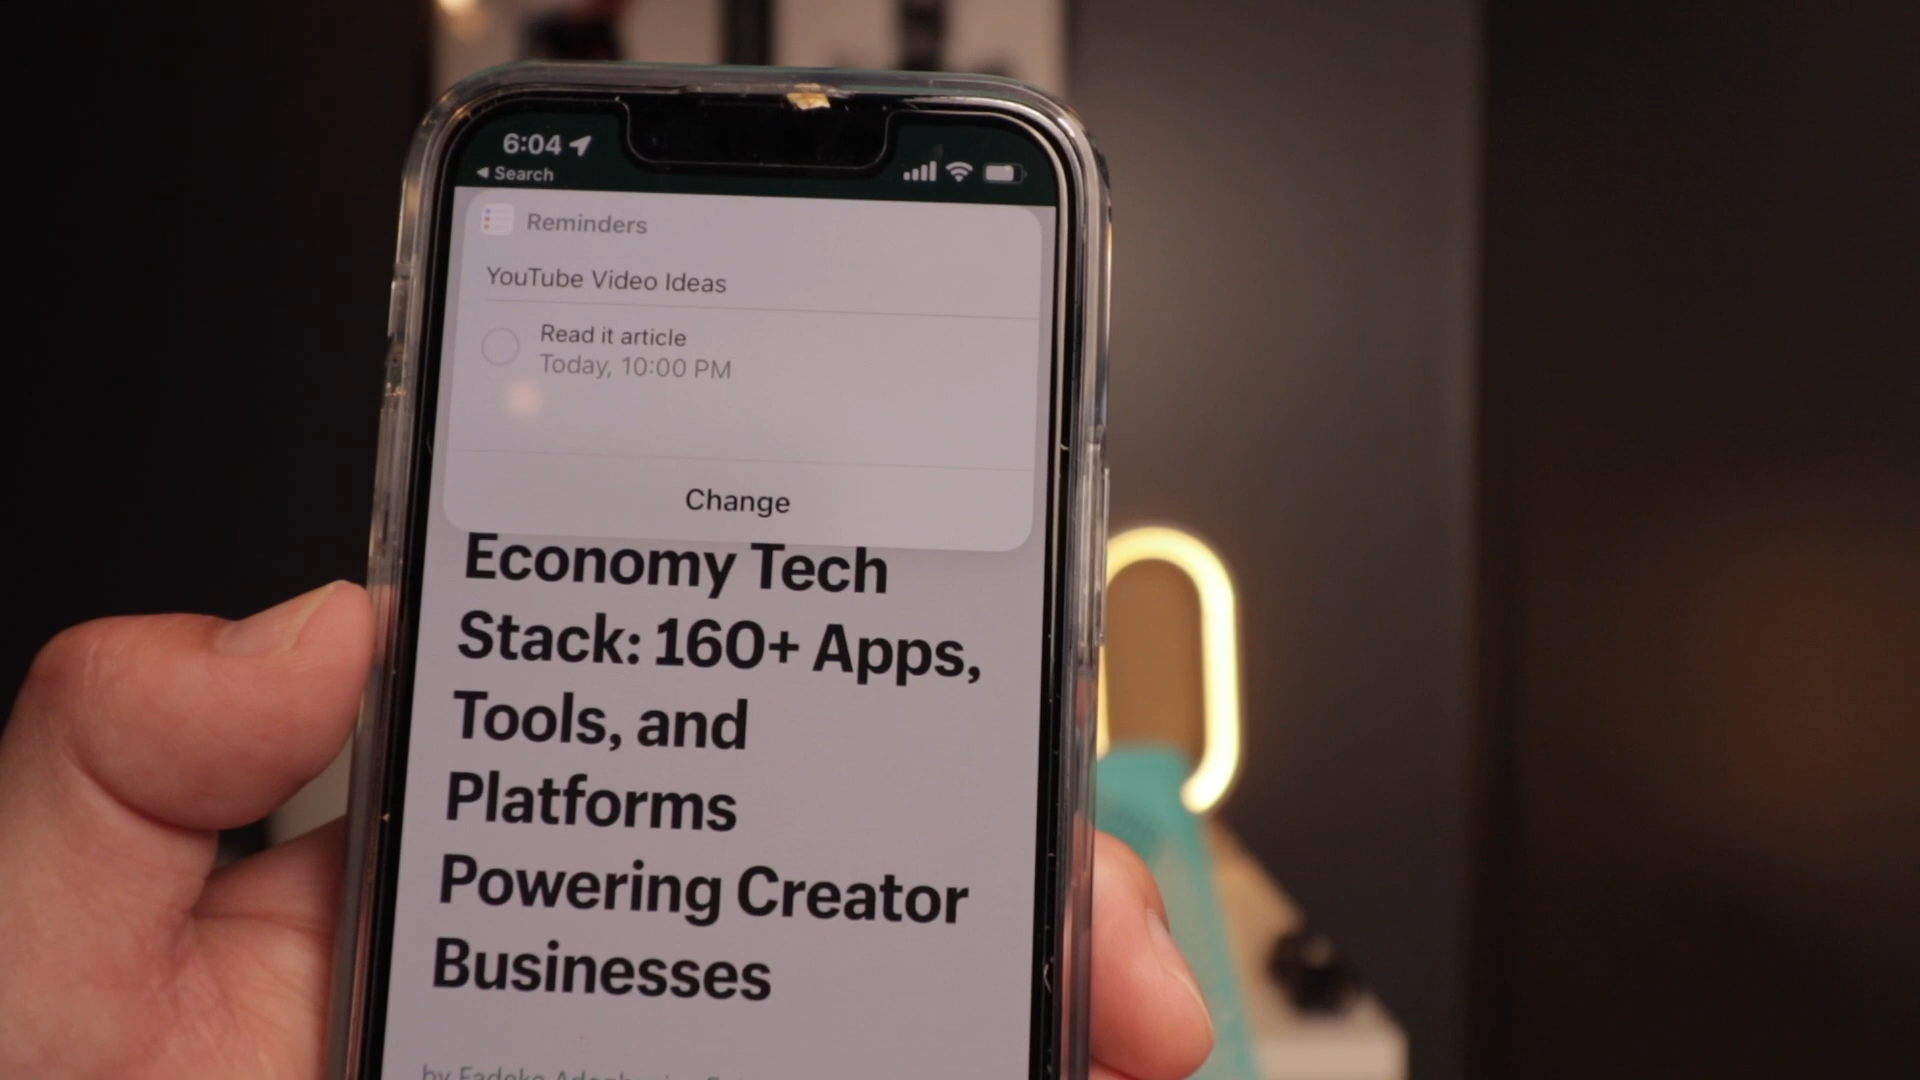 6:04
Search
Reminders
YouTube Video Ideas
Read it article
Today, 10:00 PM
Change
Economy Tech
Stack: 160+ Apps,
Tools, and
Platforms
Powering Creator
Businesses
by